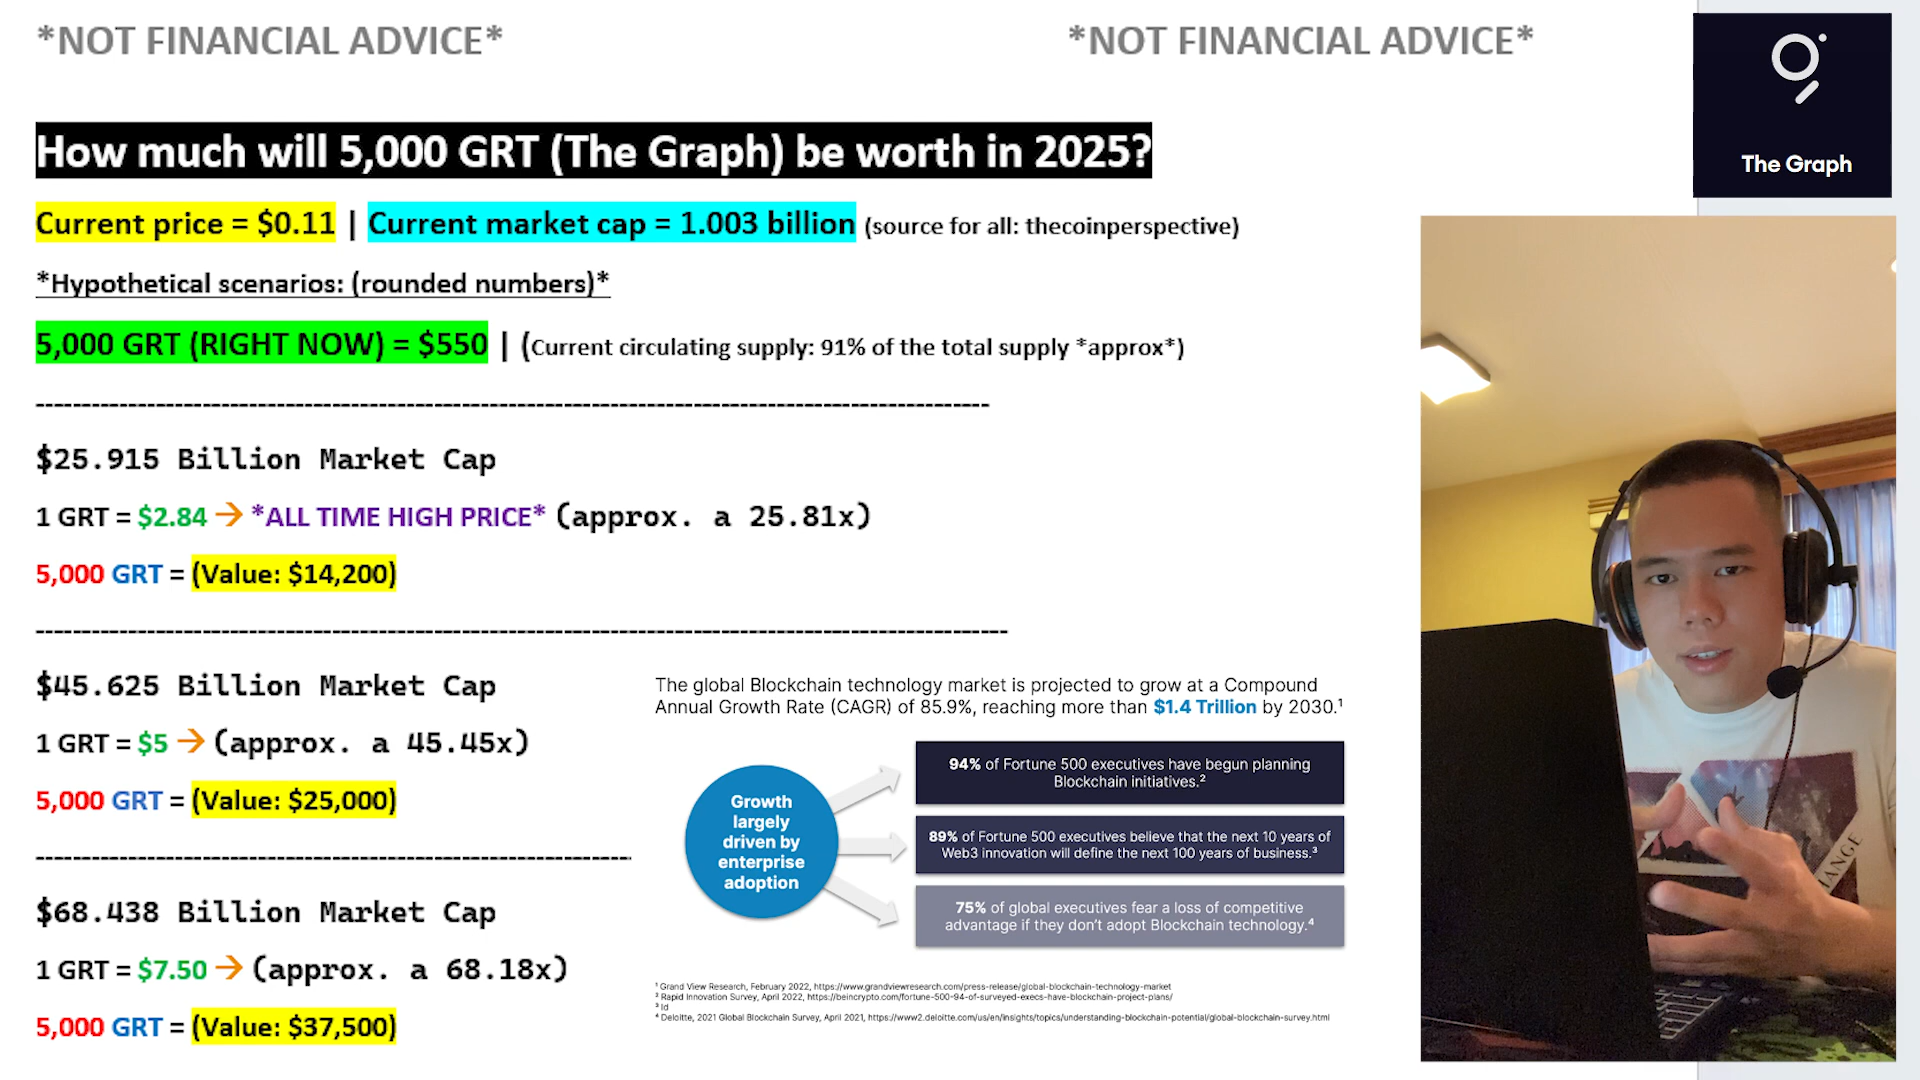 *NOT FINANCIAL ADVICE*
*NOT FINANCIAL ADVICE*
The Graph
How much will 5,000 GRT (The Graph) be worth in 2025?
Current price = $0.11 | Current market cap = 1.003 billion (source for all: thecoinperspective)
*Hypothetical scenarios: (rounded numbers)*
5,000 GRT (RIGHT NOW) = $550 | (Current circulating supply: 91% of the total supply *approx*)
$25.915 Billion Market Cap
1 GRT = $2.84 → *ALL TIME HIGH PRICE* (approx. a 25.81x)
5,000 GRT = (Value: $14,200)
$45.625 Billion Market Cap
1 GRT = $5 → (approx. a 45.45x)
5,000 GRT = (Value: $25,000)
$68.438 Billion Market Cap
1 GRT = $7.50 → (approx. a 68.18x)
5,000 GRT = (Value: $37,500)
The global Blockchain technology market is projected to grow at a Compound
Annual Growth Rate (CAGR) of 85.9%, reaching more than $1.4 Trillion by 2030.¹
Growth
largely
driven by
enterprise
adoption
94% of Fortune 500 executives have begun planning
Blockchain initiatives.²
89% of Fortune 500 executives believe that the next 10 years of
Web3 innovation will define the next 100 years of business.³
75% of global executives fear a loss of competitive
advantage if they don't adopt Blockchain technology.⁴
¹ Grand View Research, February 2022, https://www.grandviewresearch.com/press-release/global-blockchain-technology-market
² Rapid Innovation Survey, April 2022, https://beincrypto.com/fortune-500-94-of-surveyed-execs-have-blockchain-project-plans/
³ Id
⁴ Deloitte, 2021 Global Blockchain Survey, April 2021, https://www2.deloitte.com/us/en/insights/topics/understanding-blockchain-potential/global-blockchain-survey.html